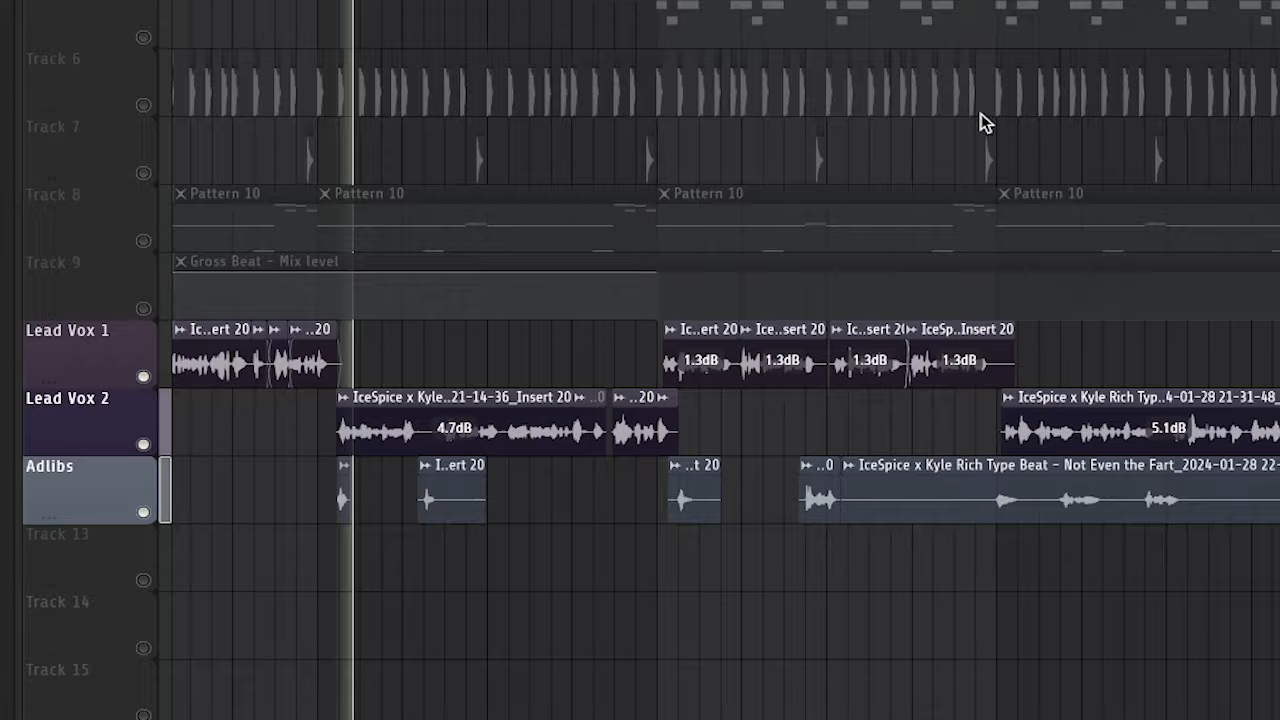 Track 6
Track 7
Track 8
Pattern 10 Pattern 10 Pattern 10 Pattern 10
Track 9
Gross Beat - Mix level
Lead Vox 1
Ic..ert 20 ..20 Ic..ert 20 Ice..sert 20 Ic..sert 2( IceSp..Insert 20
1.3dB 1.3dB 1.3dB 1.3dB
Lead Vox 2
IceSpice x Kyle..21-14-36_Insert 20 ..0 ..20 IceSpice x Kyle Rich Typ..4-01-28 21-31-48_
4.7dB 5.1dB
Adlibs
I..ert 20 ..t 20 ..0 IceSpice x Kyle Rich Type Beat - Not Even the Fart_2024-01-28 22-
Track 13
Track 14
Track 15